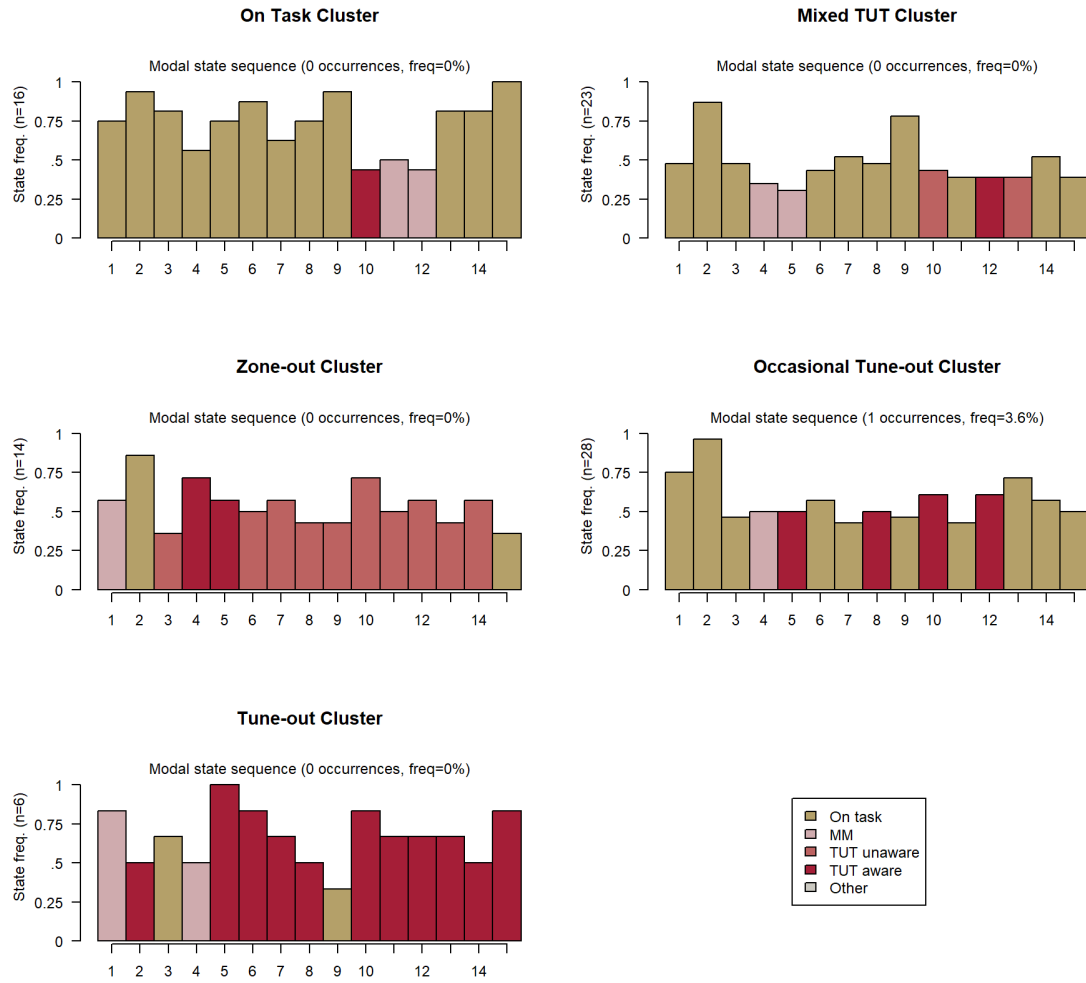 On Task Cluster
Modal state sequence (0 occurrences, freq=0%)
State freq. (n=16)
1
0.75
.5
0.25
0
1 2 3 4 5 6 7 8 9 10 12 14
Mixed TUT Cluster
Modal state sequence (0 occurrences, freq=0%)
State freq. (n=23)
1
0.75
.5
0.25
0
1 2 3 4 5 6 7 8 9 10 12 14
Zone-out Cluster
Modal state sequence (0 occurrences, freq=0%)
State freq. (n=14)
1
0.75
.5
0.25
0
1 2 3 4 5 6 7 8 9 10 12 14
Occasional Tune-out Cluster
Modal state sequence (1 occurrences, freq=3.6%)
State freq. (n=28)
1
0.75
.5
0.25
0
1 2 3 4 5 6 7 8 9 10 12 14
Tune-out Cluster
Modal state sequence (0 occurrences, freq=0%)
State freq. (n=6)
1
0.75
.5
0.25
0
1 2 3 4 5 6 7 8 9 10 12 14
On task
MM
TUT unaware
TUT aware
Other